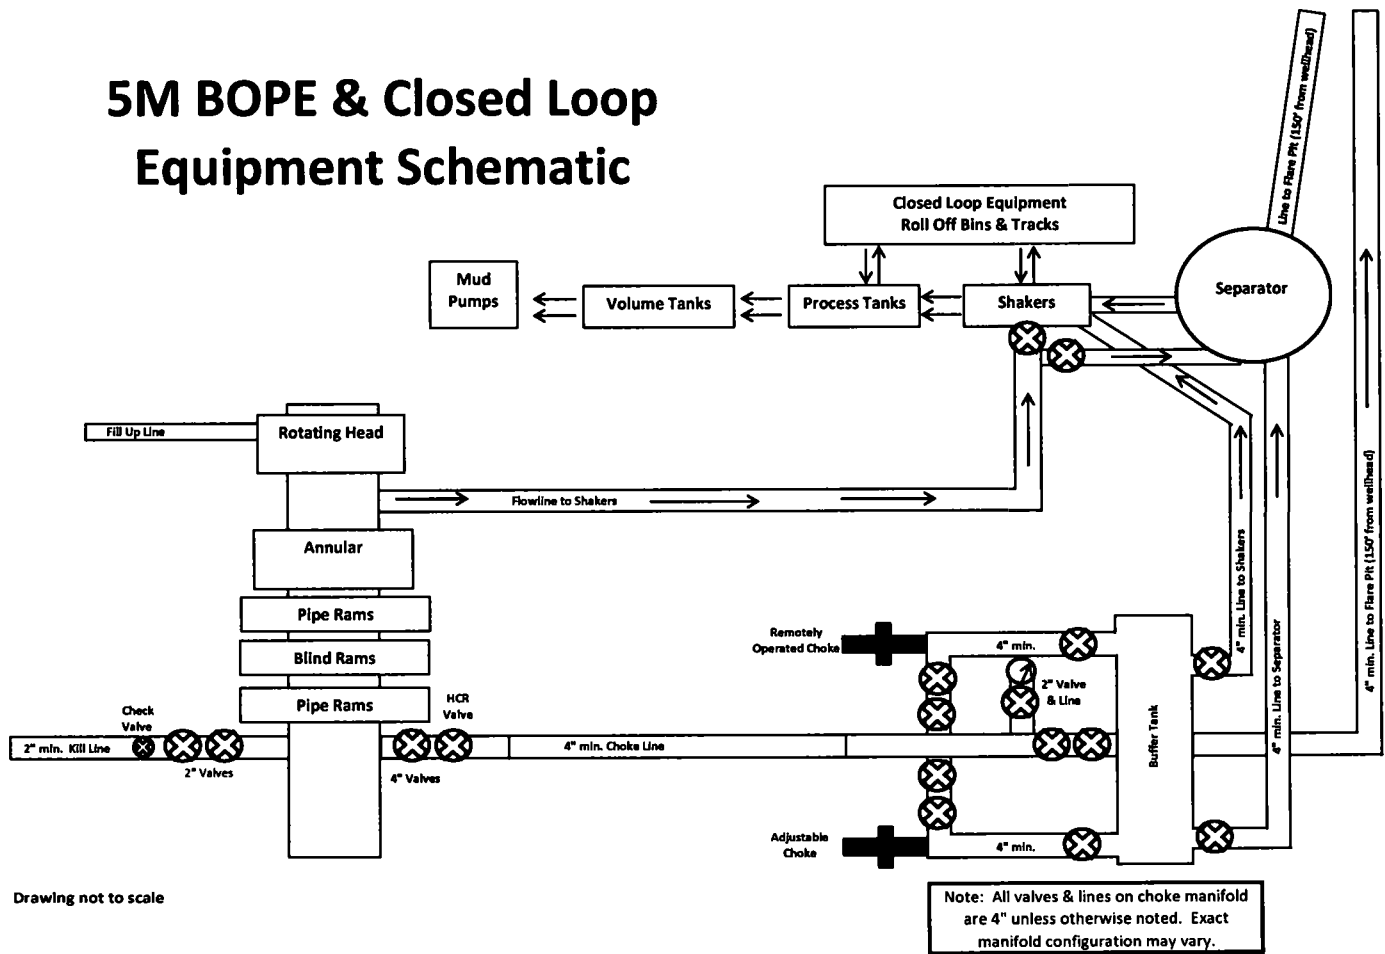 5M BOPE & Closed Loop
Equipment Schematic
Line to Flare Pit (150' from wellhead)
Closed Loop Equipment
Roll Off Bins & Tracks
Mud
Pumps
Volume Tanks
Process Tanks
Shakers
Separator
Fill Up Line
Rotating Head
Flowline to Shakers
Annular
Pipe Rams
Blind Rams
Pipe Rams
Check
Valve
HCR
Valve
2" min. Kill Line
2" Valves
4" Valves
4" min. Choke Line
Remotely
Operated Choke
4" min.
2" Valve
& Line
Buffer Tank
Adjustable
Choke
4" min.
4" min. Line to Shakers
4" min. Line to Separator
4" min. Line to Flare Pit (150' from wellhead)
Drawing not to scale
Note: All valves & lines on choke manifold
are 4" unless otherwise noted. Exact
manifold configuration may vary.